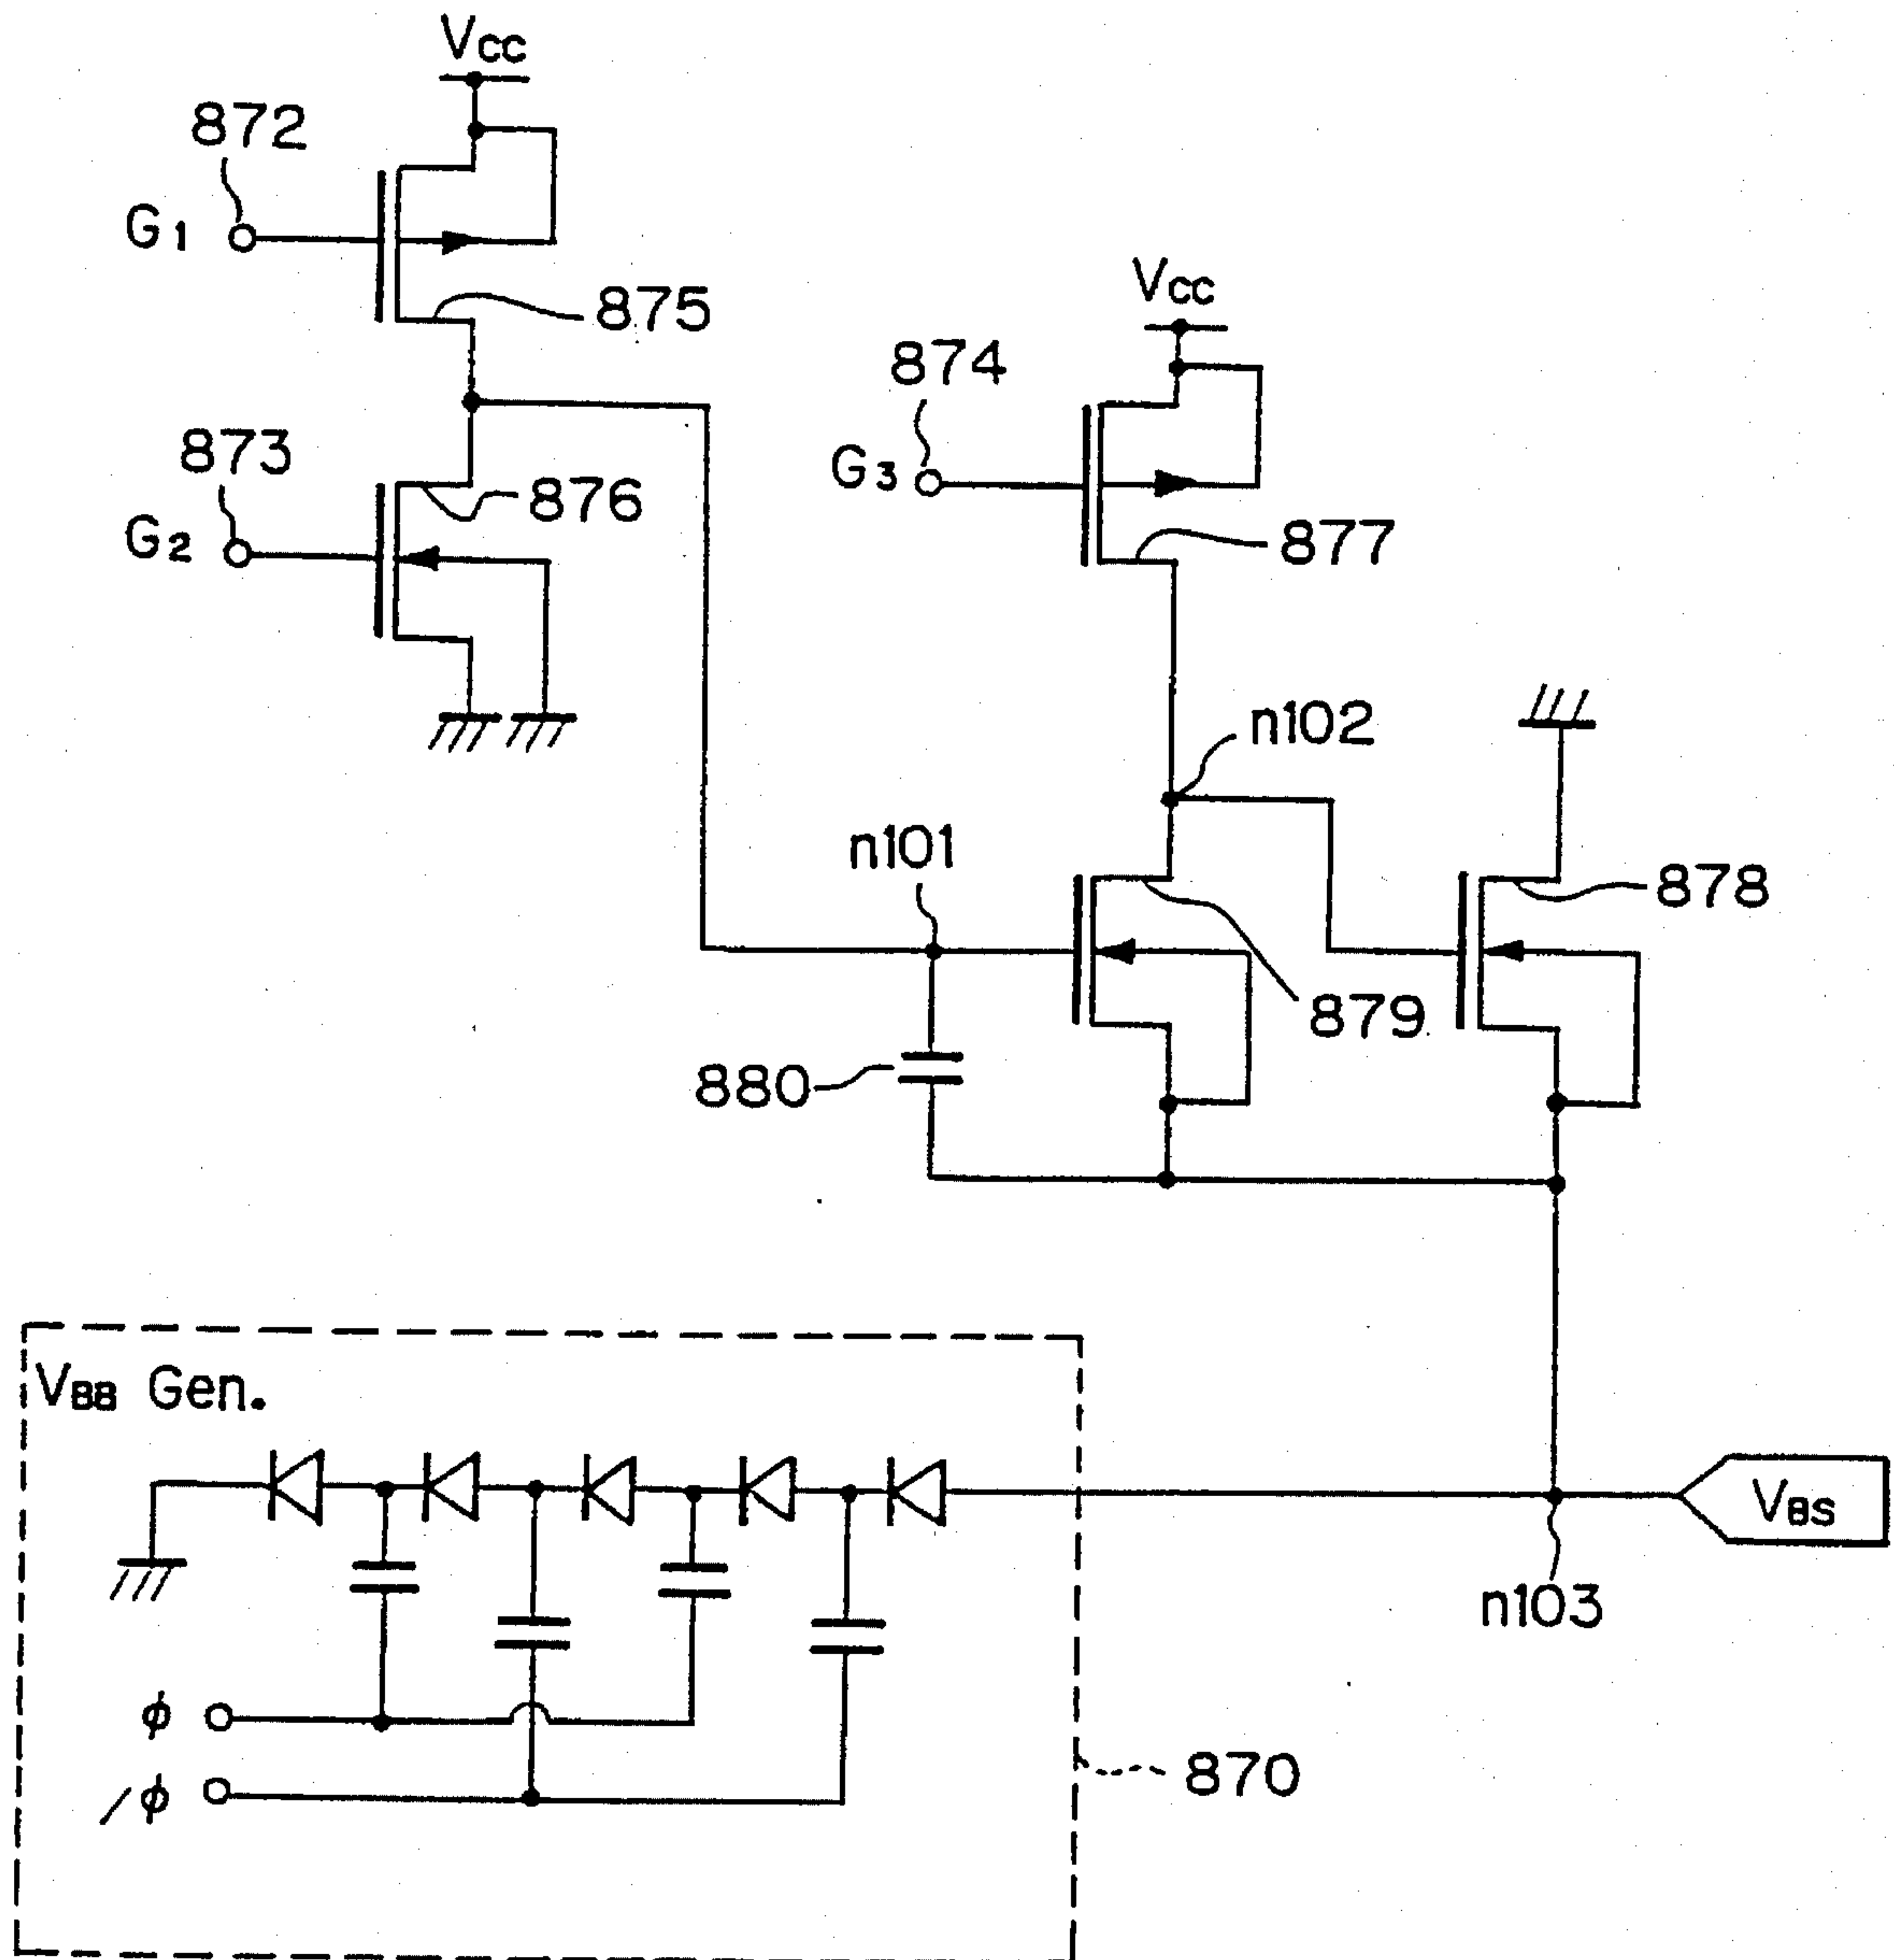 Vcc
872
G1
875
Vcc
874
873
G3
876
G2
877
n102
n101
878
879
880
VBB Gen.
VBS
n103
φ
870
/φ